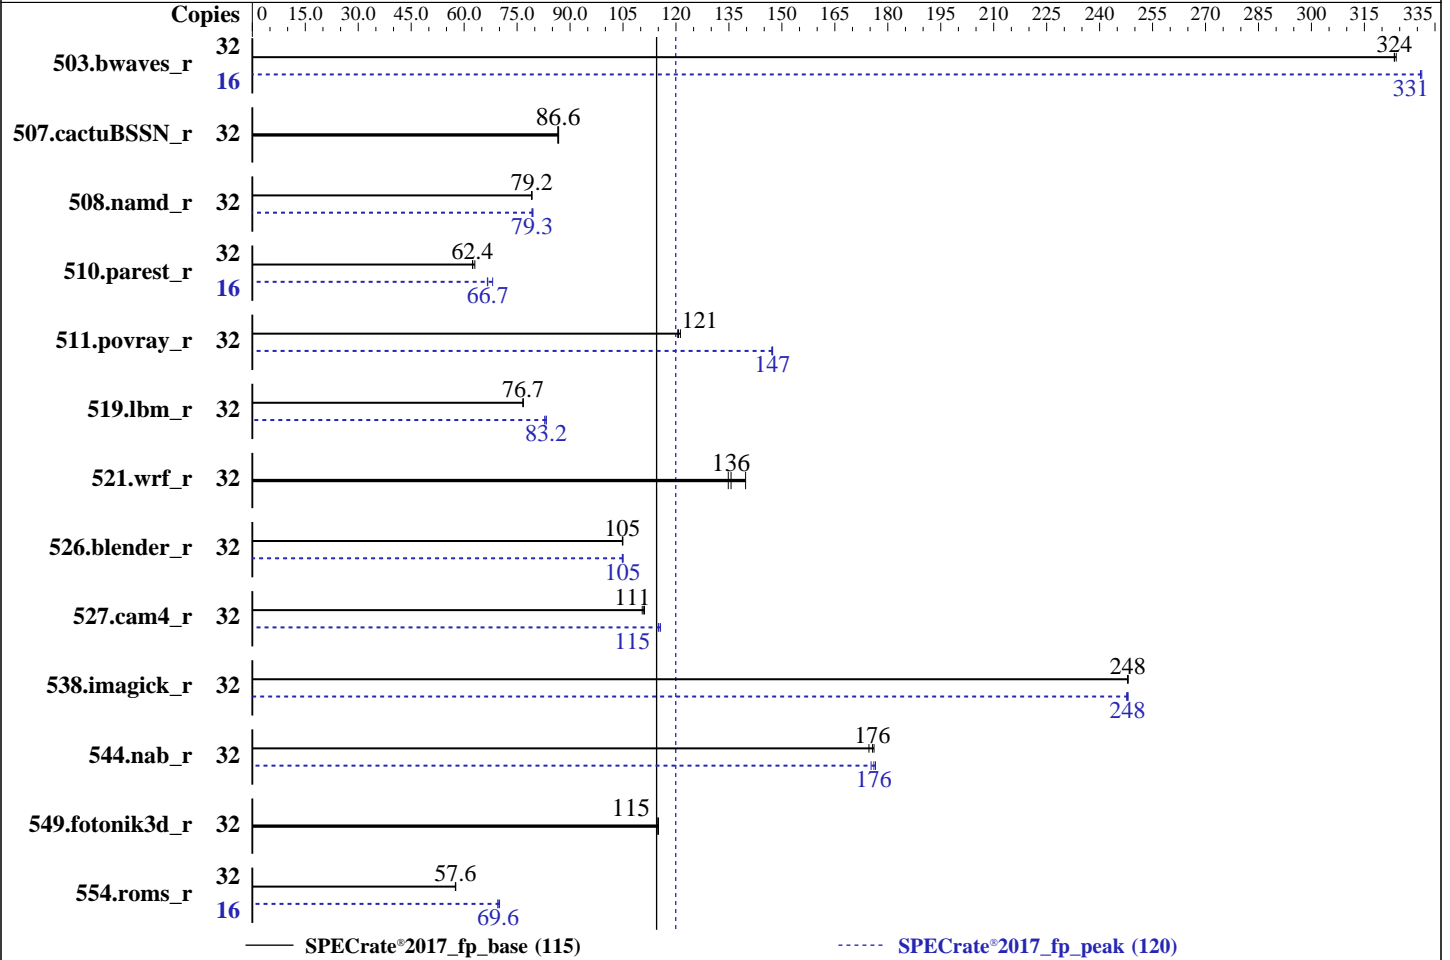 Copies 0 15.0 30.0 45.0 60.0 75.0 90.0 105 120 135 150 165 180 195 210 225 240 255 270 285 300 315 335
503.bwaves_r 32 324
16 331
507.cactuBSSN_r 32 86.6
508.namd_r 32 79.2
79.3
510.parest_r 32 62.4
16 66.7
511.povray_r 32 121
147
519.lbm_r 32 76.7
83.2
521.wrf_r 32 136
526.blender_r 32 105
105
527.cam4_r 32 111
115
538.imagick_r 32 248
248
544.nab_r 32 176
176
549.fotonik3d_r 32 115
554.roms_r 32 57.6
16 69.6
SPECrate®2017_fp_base (115) SPECrate®2017_fp_peak (120)